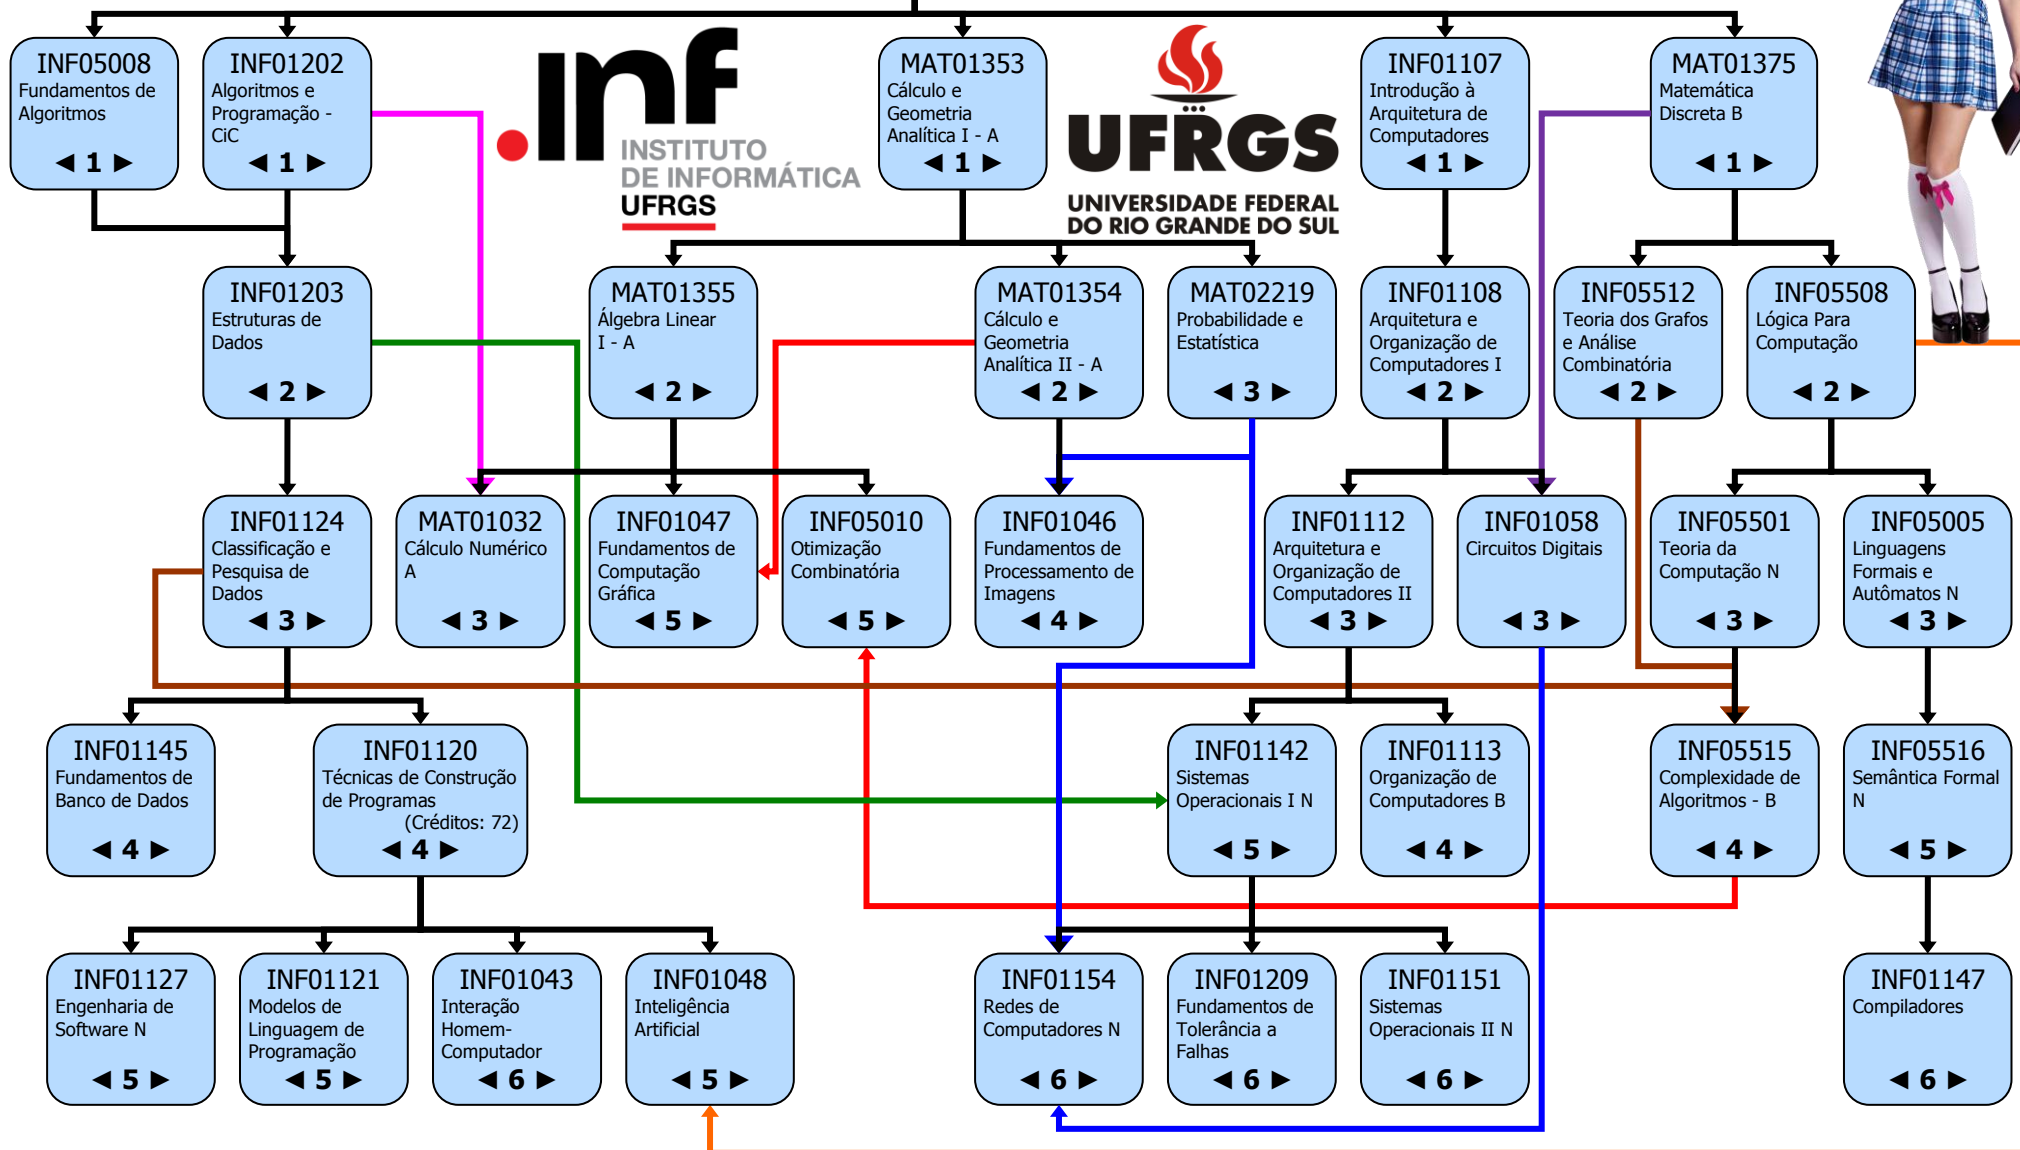 INF05008
Fundamentos de
Algoritmos
◄ 1 ►
INF01202
Algoritmos e
Programação -
CiC
◄ 1 ►
.inf
INSTITUTO
DE INFORMÁTICA
UFRGS
MAT01353
Cálculo e
Geometria
Analítica I - A
◄ 1 ►
UFRGS
UNIVERSIDADE FEDERAL
DO RIO GRANDE DO SUL
INF01107
Introdução à
Arquitetura de
Computadores
◄ 1 ►
MAT01375
Matemática
Discreta B
◄ 1 ►
INF01203
Estruturas de
Dados
◄ 2 ►
MAT01355
Álgebra Linear
I - A
◄ 2 ►
MAT01354
Cálculo e
Geometria
Analítica II - A
◄ 2 ►
MAT02219
Probabilidade e
Estatística
◄ 3 ►
INF01108
Arquitetura e
Organização de
Computadores I
◄ 2 ►
INF05512
Teoria dos Grafos
e Análise
Combinatória
◄ 2 ►
INF05508
Lógica Para
Computação
◄ 2 ►
INF01124
Classificação e
Pesquisa de
Dados
◄ 3 ►
MAT01032
Cálculo Numérico
A
◄ 3 ►
INF01047
Fundamentos de
Computação
Gráfica
◄ 5 ►
INF05010
Otimização
Combinatória
◄ 5 ►
INF01046
Fundamentos de
Processamento de
Imagens
◄ 4 ►
INF01112
Arquitetura e
Organização de
Computadores II
◄ 3 ►
INF01058
Circuitos Digitais
◄ 3 ►
INF05501
Teoria da
Computação N
◄ 3 ►
INF05005
Linguagens
Formais e
Autômatos N
◄ 3 ►
INF01145
Fundamentos de
Banco de Dados
◄ 4 ►
INF01120
Técnicas de Construção
de Programas
(Créditos: 72)
◄ 4 ►
INF01142
Sistemas
Operacionais I N
◄ 5 ►
INF01113
Organização de
Computadores B
◄ 4 ►
INF05515
Complexidade de
Algoritmos - B
◄ 4 ►
INF05516
Semântica Formal
N
◄ 5 ►
INF01127
Engenharia de
Software N
◄ 5 ►
INF01121
Modelos de
Linguagem de
Programação
◄ 5 ►
INF01043
Interação
Homem-
Computador
◄ 6 ►
INF01048
Inteligência
Artificial
◄ 5 ►
INF01154
Redes de
Computadores N
◄ 6 ►
INF01209
Fundamentos de
Tolerância a
Falhas
◄ 6 ►
INF01151
Sistemas
Operacionais II N
◄ 6 ►
INF01147
Compiladores
◄ 6 ►